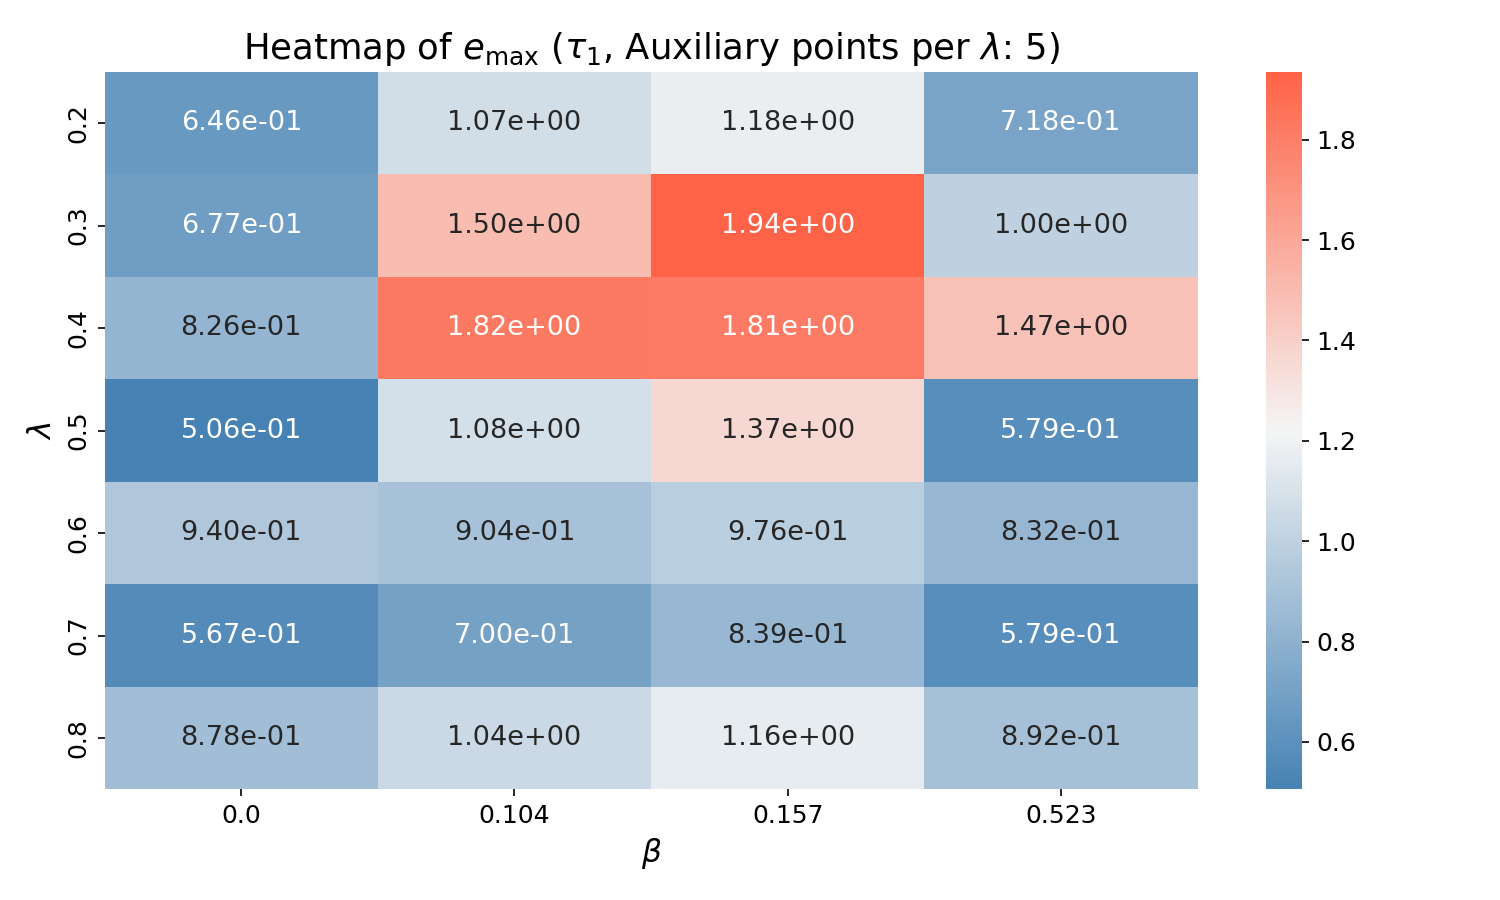 Heatmap of e_max (τ_1, Auxiliary points per λ: 5)
0.2 6.46e-01 1.07e+00 1.18e+00 7.18e-01
0.3 6.77e-01 1.50e+00 1.94e+00 1.00e+00
0.4 8.26e-01 1.82e+00 1.81e+00 1.47e+00
0.5 5.06e-01 1.08e+00 1.37e+00 5.79e-01
0.6 9.40e-01 9.04e-01 9.76e-01 8.32e-01
0.7 5.67e-01 7.00e-01 8.39e-01 5.79e-01
0.8 8.78e-01 1.04e+00 1.16e+00 8.92e-01
λ
0.0 0.104 0.157 0.523
β
1.8
1.6
1.4
1.2
1.0
0.8
0.6